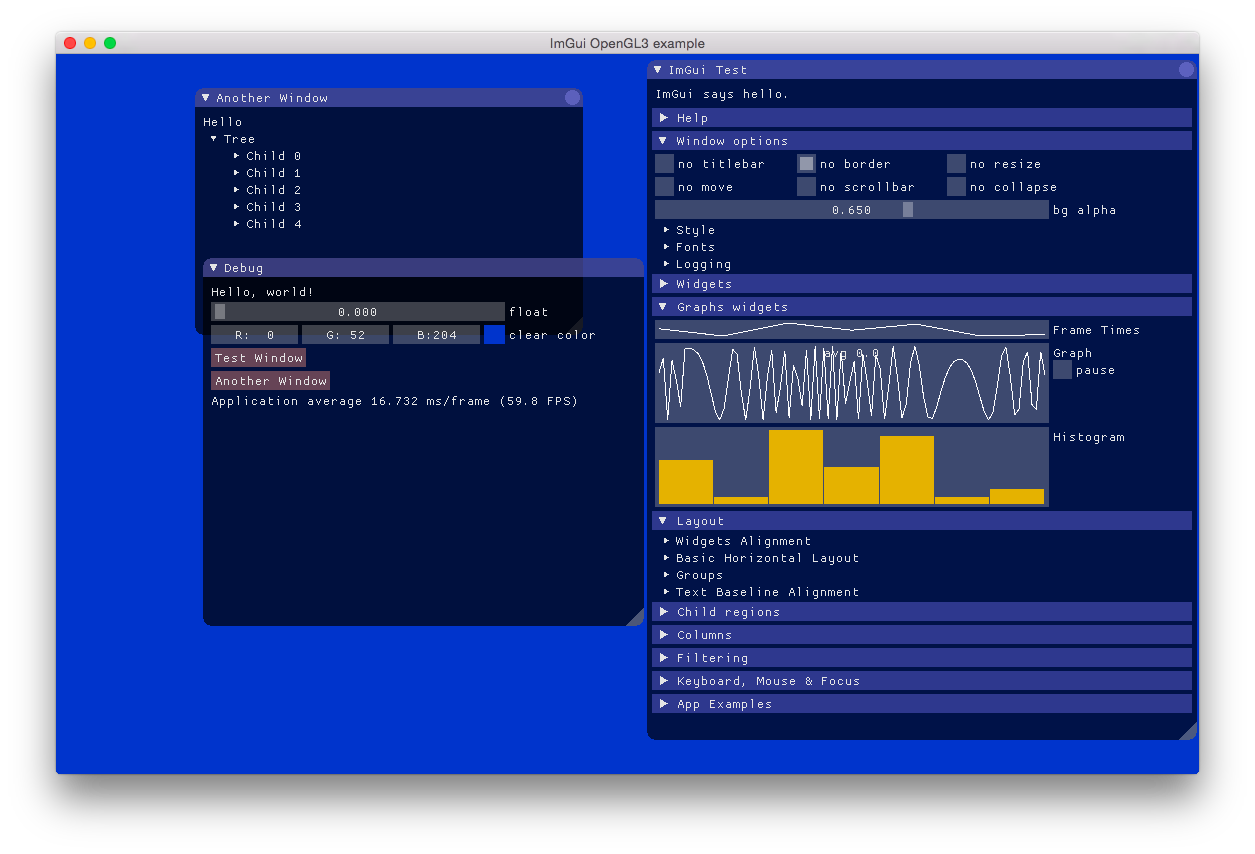 ImGui OpenGL3 example
Another Window
Hello
Tree
Child 0
Child 1
Child 2
Child 3
Child 4
Debug
Hello, world!
0.000 float
R: 0 G: 52 B:204 clear color
Test Window
Another Window
Application average 16.732 ms/frame (59.8 FPS)
ImGui Test
ImGui says hello.
Help
Window options
no titlebar no border no resize
no move no scrollbar no collapse
0.650 bg alpha
Style
Fonts
Logging
Widgets
Graphs widgets
Frame Times
avg 0.0 Graph
pause
Histogram
Layout
Widgets Alignment
Basic Horizontal Layout
Groups
Text Baseline Alignment
Child regions
Columns
Filtering
Keyboard, Mouse & Focus
App Examples